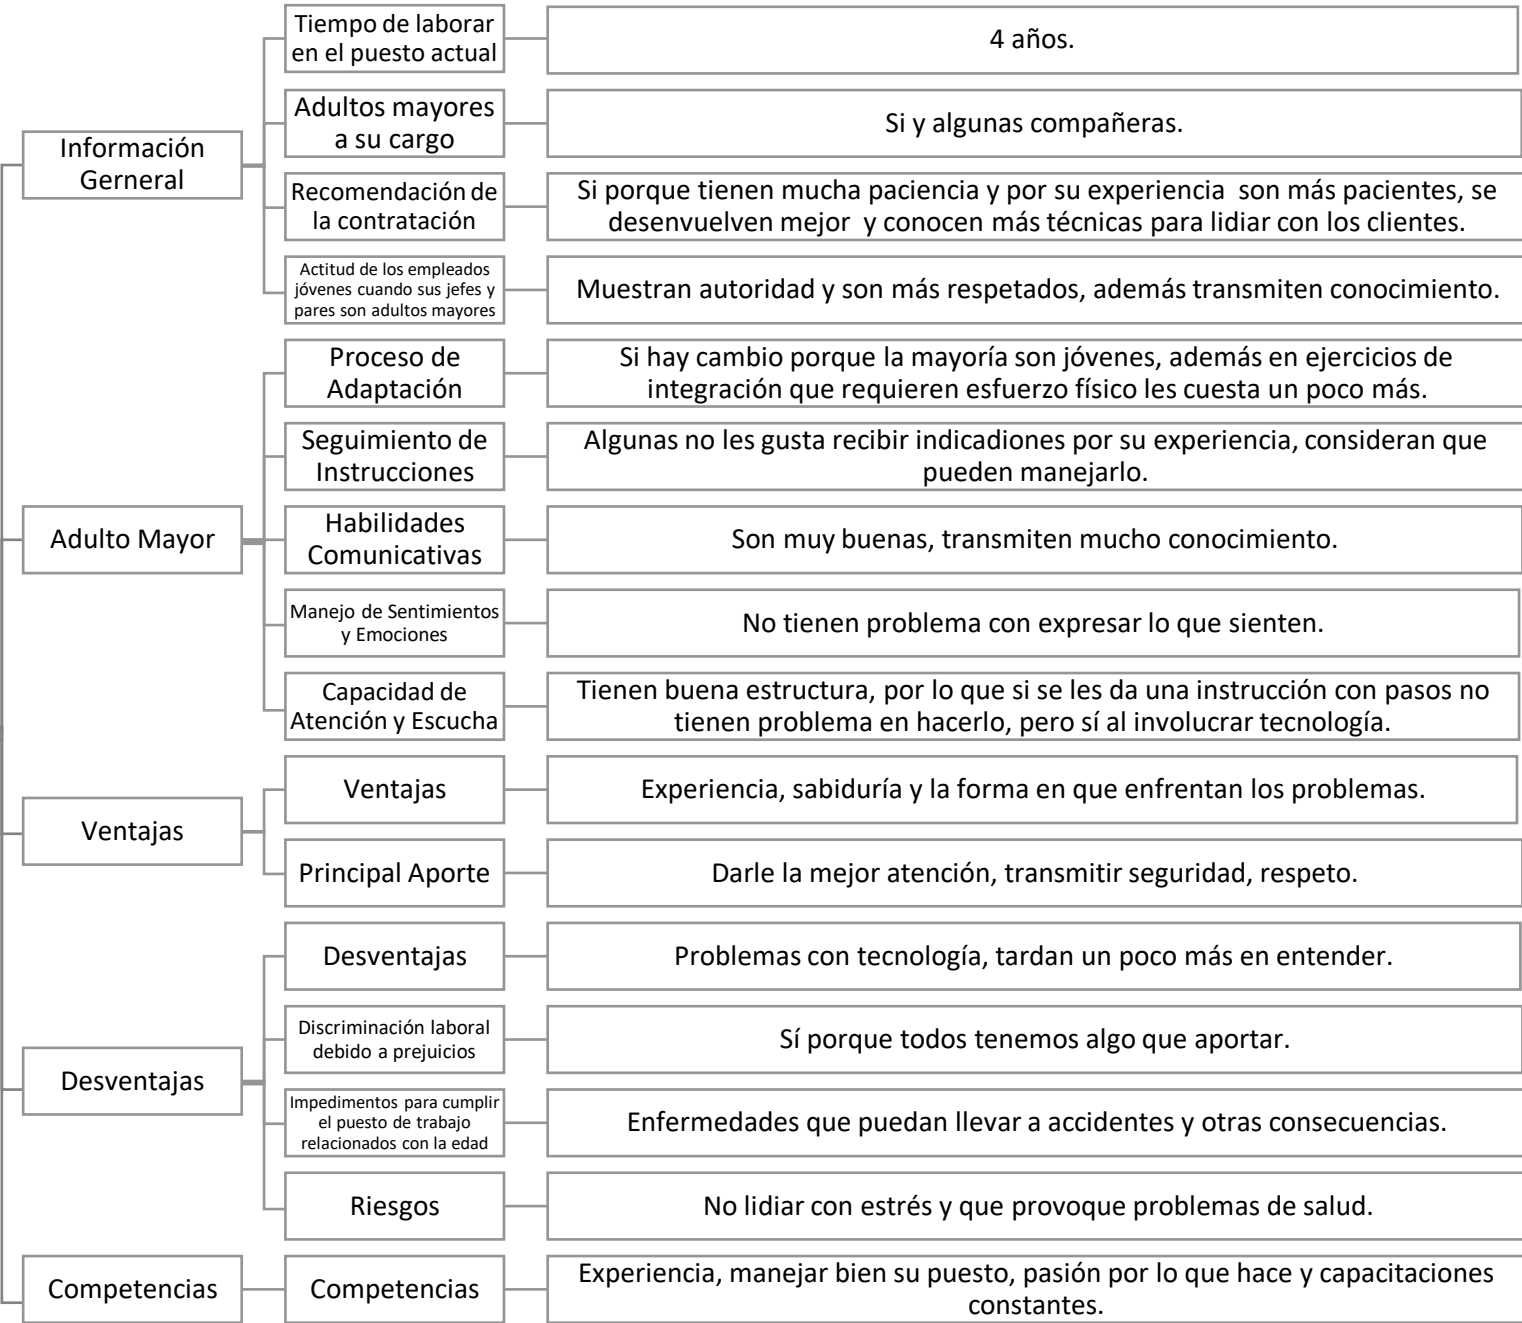 Información
Gerneral
Tiempo de laborar
en el puesto actual
4 años.
Adultos mayores
a su cargo
Si y algunas compañeras.
Recomendación de
la contratación
Si porque tienen mucha paciencia y por su experiencia son más pacientes, se
desenvuelven mejor y conocen más técnicas para lidiar con los clientes.
Actitud de los empleados
jóvenes cuando sus jefes y
pares son adultos mayores
Muestran autoridad y son más respetados, además transmiten conocimiento.
Adulto Mayor
Proceso de
Adaptación
Si hay cambio porque la mayoría son jóvenes, además en ejercicios de
integración que requieren esfuerzo físico les cuesta un poco más.
Seguimiento de
Instrucciones
Algunas no les gusta recibir indicadiones por su experiencia, consideran que
pueden manejarlo.
Habilidades
Comunicativas
Son muy buenas, transmiten mucho conocimiento.
Manejo de Sentimientos
y Emociones
No tienen problema con expresar lo que sienten.
Capacidad de
Atención y Escucha
Tienen buena estructura, por lo que si se les da una instrucción con pasos no
tienen problema en hacerlo, pero sí al involucrar tecnología.
Ventajas
Ventajas
Experiencia, sabiduría y la forma en que enfrentan los problemas.
Principal Aporte
Darle la mejor atención, transmitir seguridad, respeto.
Desventajas
Desventajas
Problemas con tecnología, tardan un poco más en entender.
Discriminación laboral
debido a prejuicios
Sí porque todos tenemos algo que aportar.
Impedimentos para cumplir
el puesto de trabajo
relacionados con la edad
Enfermedades que puedan llevar a accidentes y otras consecuencias.
Riesgos
No lidiar con estrés y que provoque problemas de salud.
Competencias
Competencias
Experiencia, manejar bien su puesto, pasión por lo que hace y capacitaciones
constantes.